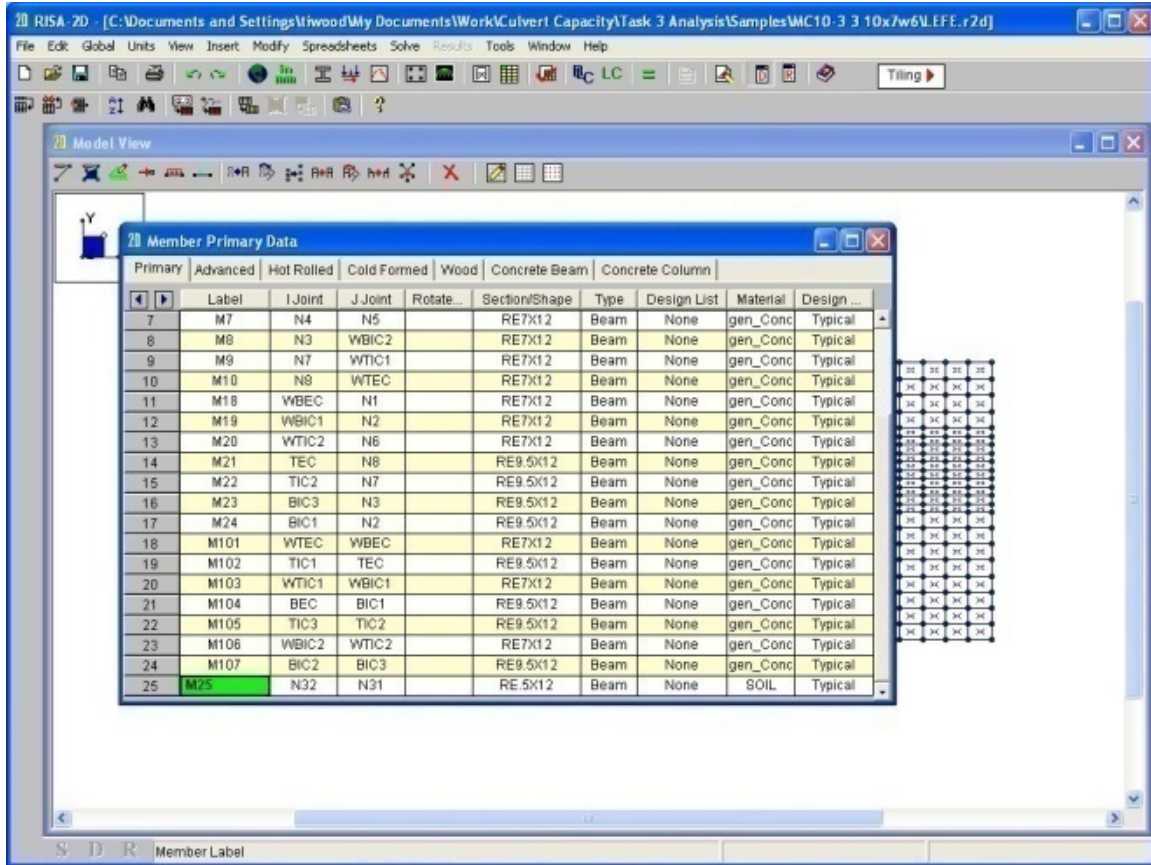 2D RISA-2D - [C:\Documents and Settings\tiwood\My Documents\Work\Culvert Capacity\Task 3 Analysis\Samples\MC10-3 3 10x7w6\LEFE.r2d]
File Edit Global Units View Insert Modify Spreadsheets Solve Results Tools Window Help
LC Tiling
2D Model View
Y
2D Member Primary Data
Primary Advanced Hot Rolled Cold Formed Wood Concrete Beam Concrete Column
Label I Joint J Joint Rotate... Section/Shape Type Design List Material Design ...
7 M7 N4 N5 RE7X12 Beam None gen_Conc Typical
8 M8 N3 WBIC2 RE7X12 Beam None gen_Conc Typical
9 M9 N7 WTIC1 RE7X12 Beam None gen_Conc Typical
10 M10 N8 WTEC RE7X12 Beam None gen_Conc Typical
11 M18 WBEC N1 RE7X12 Beam None gen_Conc Typical
12 M19 WBIC1 N2 RE7X12 Beam None gen_Conc Typical
13 M20 WTIC2 N6 RE7X12 Beam None gen_Conc Typical
14 M21 TEC N8 RE9.5X12 Beam None gen_Conc Typical
15 M22 TIC2 N7 RE9.5X12 Beam None gen_Conc Typical
16 M23 BIC3 N3 RE9.5X12 Beam None gen_Conc Typical
17 M24 BIC1 N2 RE9.5X12 Beam None gen_Conc Typical
18 M101 WTEC WBEC RE7X12 Beam None gen_Conc Typical
19 M102 TIC1 TEC RE9.5X12 Beam None gen_Conc Typical
20 M103 WTIC1 WBIC1 RE7X12 Beam None gen_Conc Typical
21 M104 BEC BIC1 RE9.5X12 Beam None gen_Conc Typical
22 M105 TIC3 TIC2 RE9.5X12 Beam None gen_Conc Typical
23 M106 WBIC2 WTIC2 RE7X12 Beam None gen_Conc Typical
24 M107 BIC2 BIC3 RE9.5X12 Beam None gen_Conc Typical
25 M25 N32 N31 RE.5X12 Beam None SOIL Typical
S D R Member Label